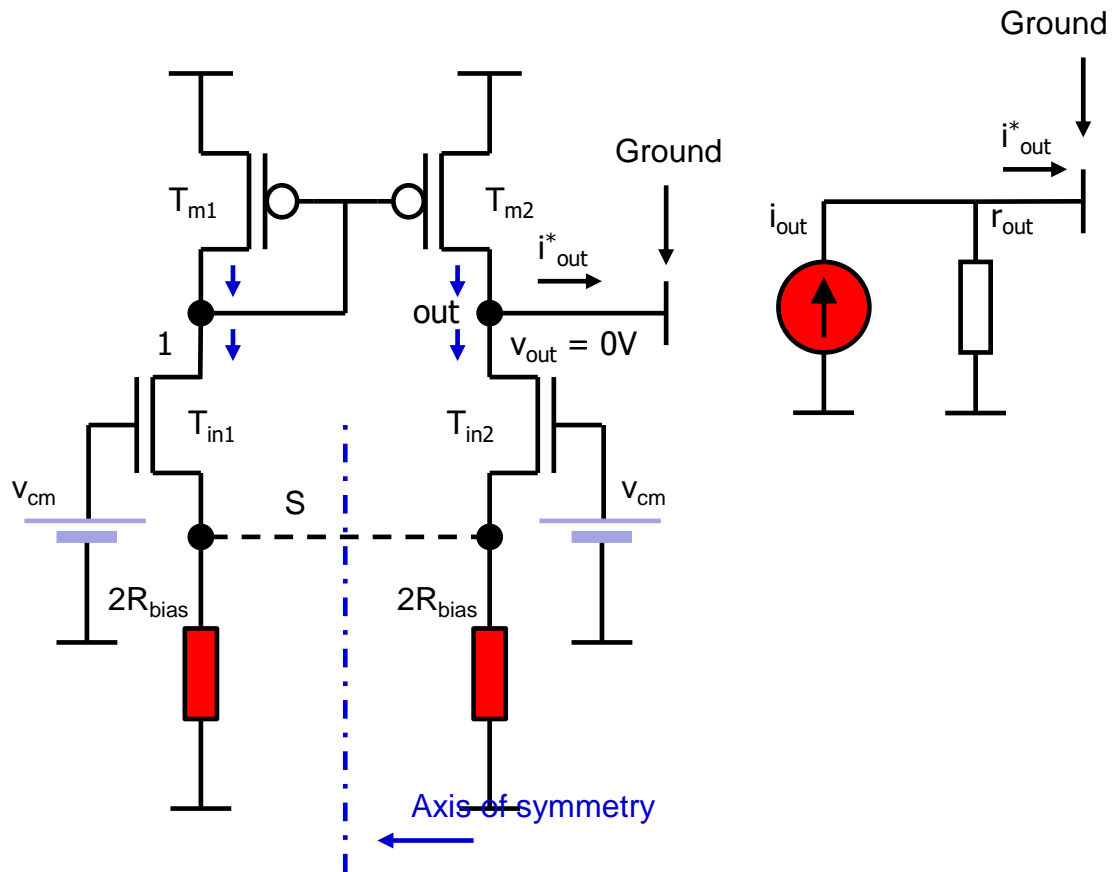 Ground
i*out
iout
rout
Ground
Tm1
Tm2
i*out
out
1
vout = 0V
Tin1
Tin2
vcm
S
vcm
2Rbias
2Rbias
Axis of symmetry